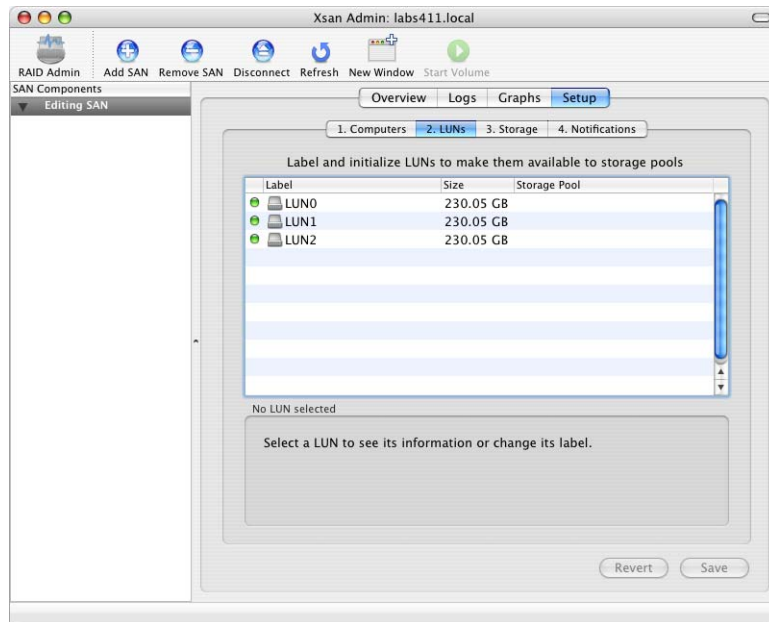 Xsan Admin: labs411.local
RAID Admin Add SAN Remove SAN Disconnect Refresh New Window Start Volume
SAN Components
Editing SAN
Overview Logs Graphs Setup
1. Computers 2. LUNs 3. Storage 4. Notifications
Label and initialize LUNs to make them available to storage pools
Label Size Storage Pool
LUN0 230.05 GB
LUN1 230.05 GB
LUN2 230.05 GB
No LUN selected
Select a LUN to see its information or change its label.
Revert Save